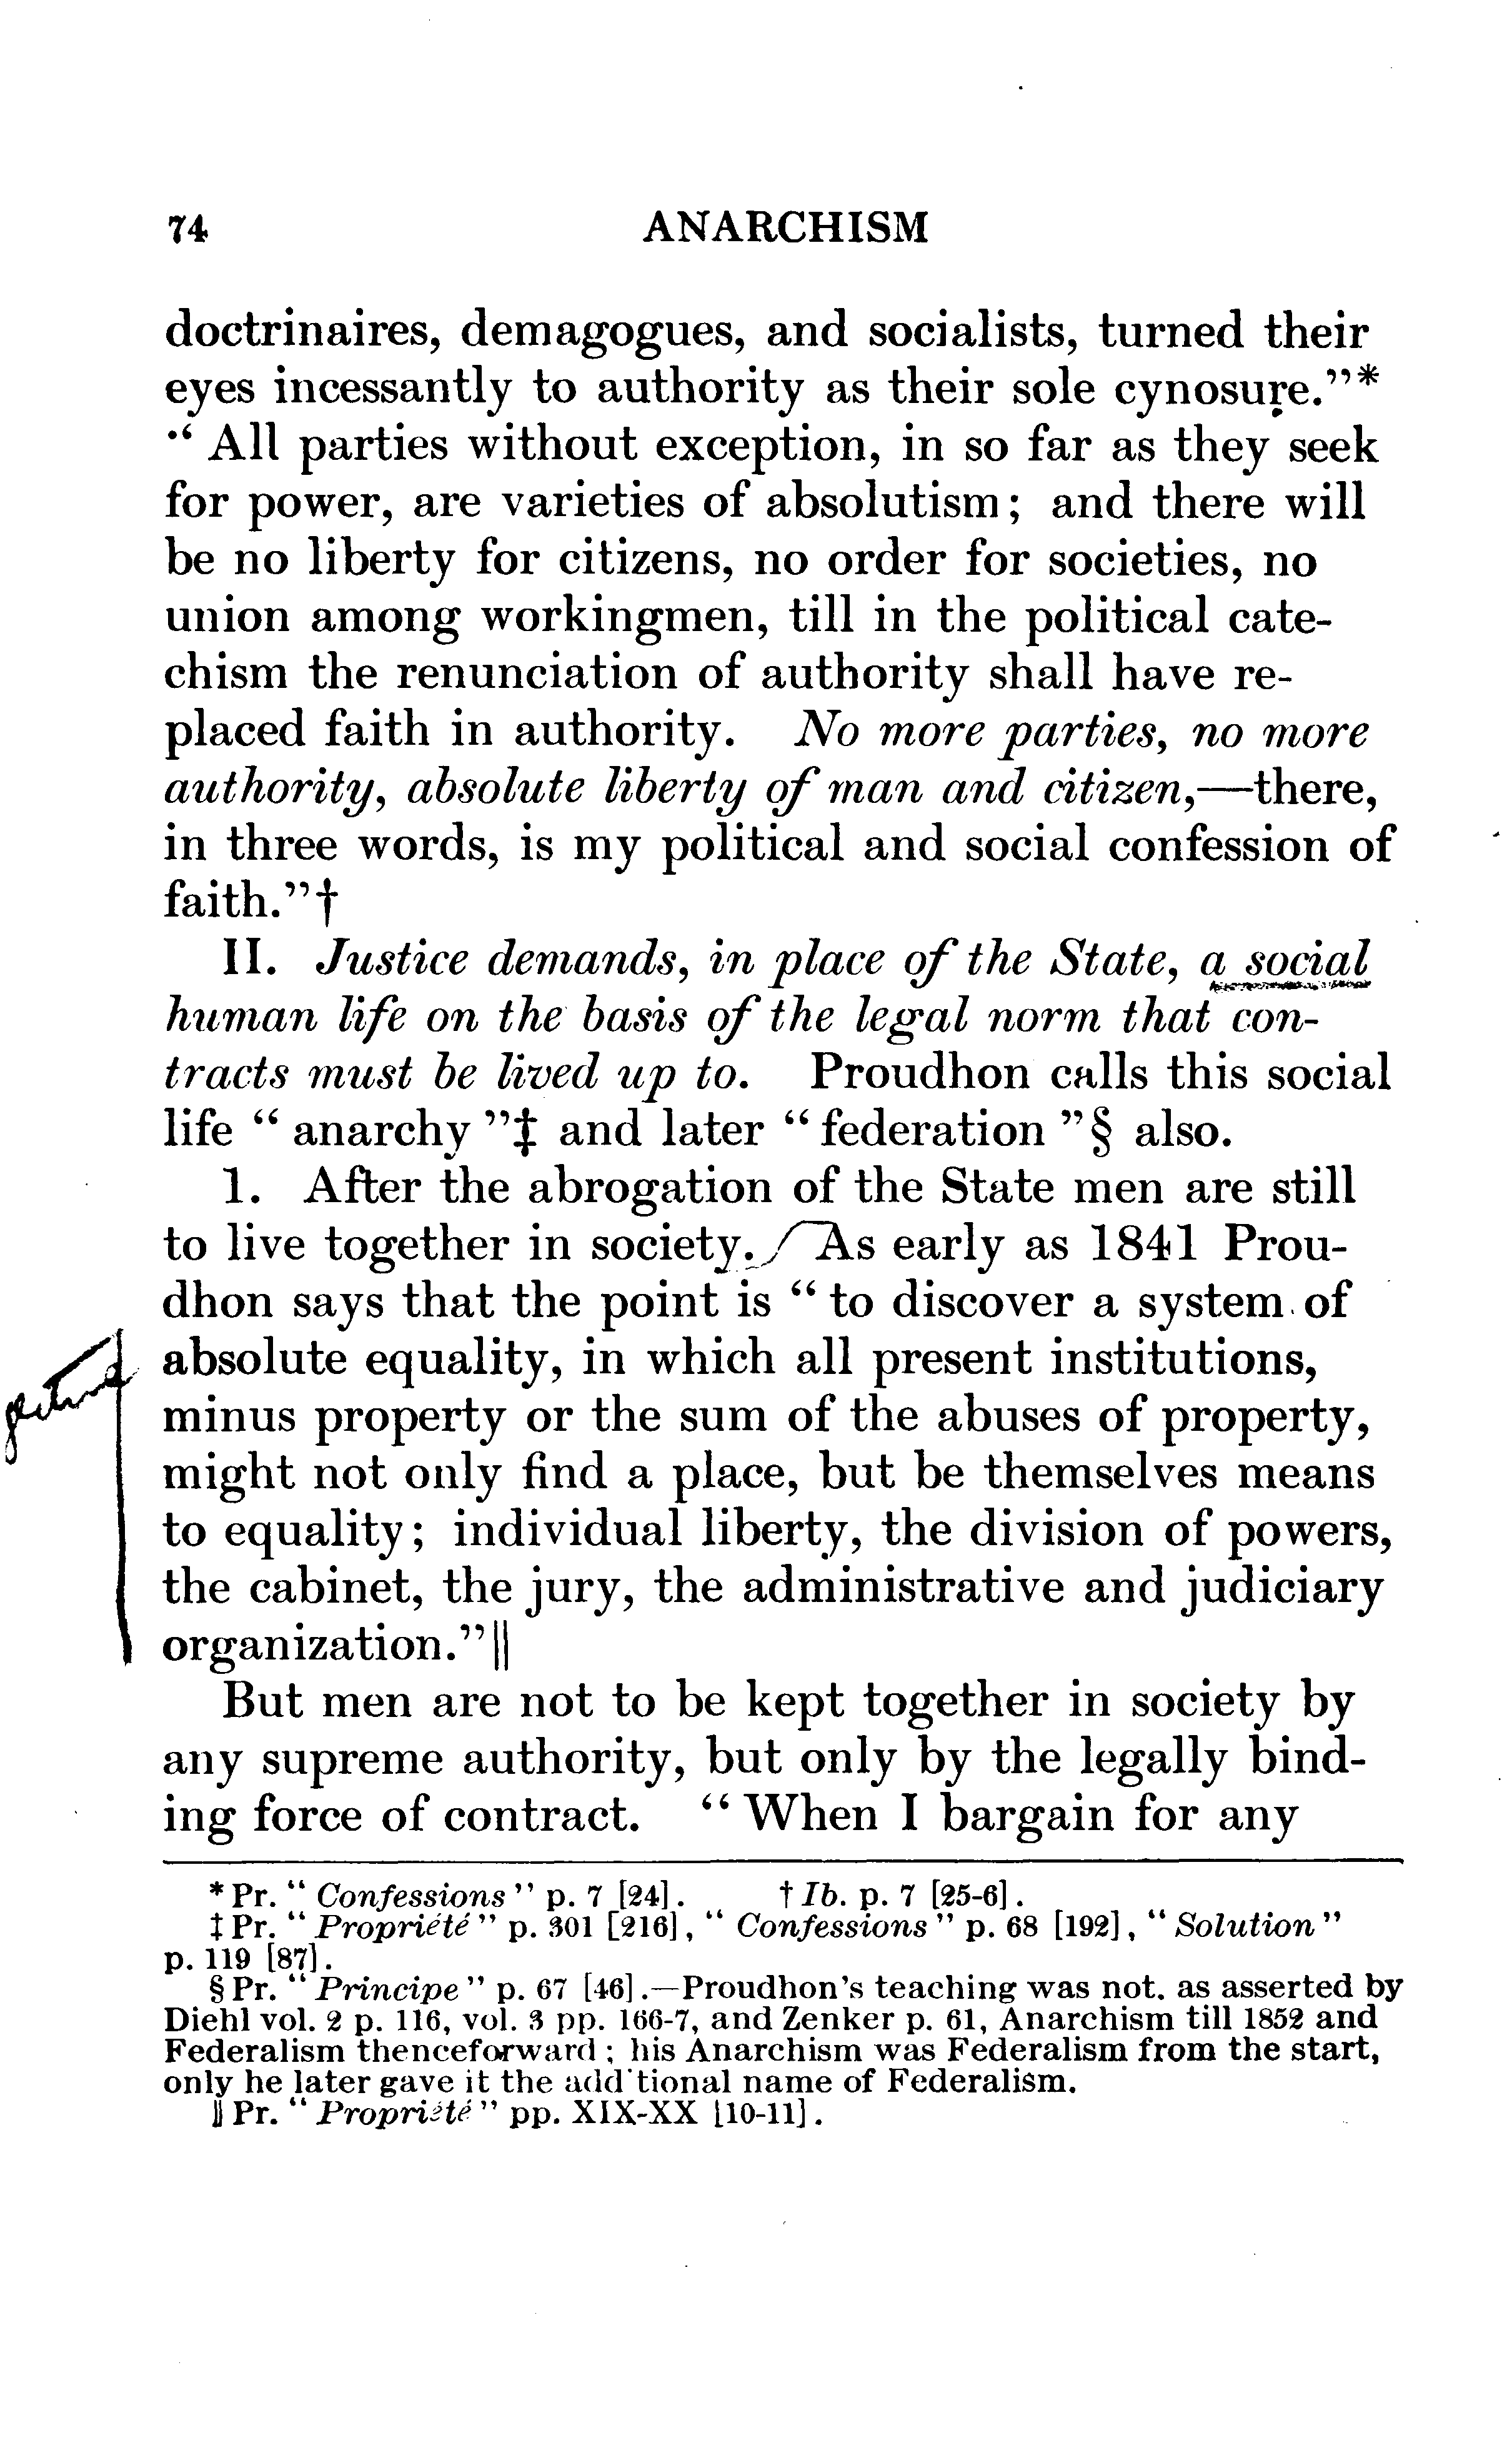 74 ANARCHISM
doctrinaires, demagogues, and socialists, turned their
eyes incessantly to authority as their sole cynosure."*
" All parties without exception, in so far as they seek
for power, are varieties of absolutism; and there will
be no liberty for citizens, no order for societies, no
union among workingmen, till in the political cate-
chism the renunciation of authority shall have re-
placed faith in authority. No more parties, no more
authority, absolute liberty of man and citizen,—there,
in three words, is my political and social confession of
faith."†
II. Justice demands, in place of the State, a social
human life on the basis of the legal norm that con-
tracts must be lived up to. Proudhon calls this social
life " anarchy "‡ and later " federation "§ also.
1. After the abrogation of the State men are still
to live together in society. As early as 1841 Prou-
dhon says that the point is " to discover a system of
absolute equality, in which all present institutions,
minus property or the sum of the abuses of property,
might not only find a place, but be themselves means
to equality; individual liberty, the division of powers,
the cabinet, the jury, the administrative and judiciary
organization."‖
But men are not to be kept together in society by
any supreme authority, but only by the legally bind-
ing force of contract. " When I bargain for any
* Pr. " Confessions " p. 7 [24]. † Ib. p. 7 [25-6].
‡ Pr. " Propriété " p. 301 [216], " Confessions " p. 68 [192], " Solution "
p. 119 [87].
§ Pr. " Principe " p. 67 [46].—Proudhon's teaching was not. as asserted by
Diehl vol. 2 p. 116, vol. 3 pp. 166-7, and Zenker p. 61, Anarchism till 1852 and
Federalism thenceforward; his Anarchism was Federalism from the start,
only he later gave it the add'tional name of Federalism.
‖ Pr. " Propriété " pp. XIX-XX [10-11].